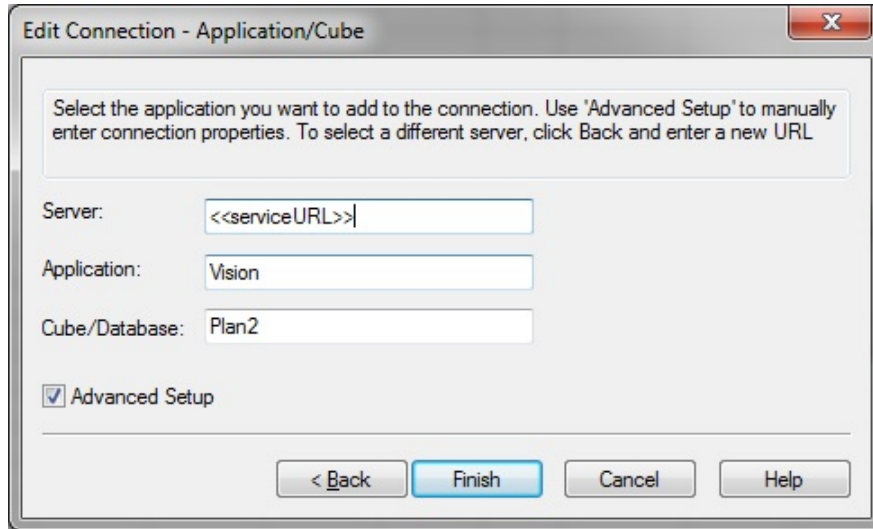 Edit Connection - Application/Cube
X
Select the application you want to add to the connection. Use 'Advanced Setup' to manually
enter connection properties. To select a different server, click Back and enter a new URL
Server: <<serviceURL>>
Application: Vision
Cube/Database: Plan2
Advanced Setup
< Back Finish Cancel Help